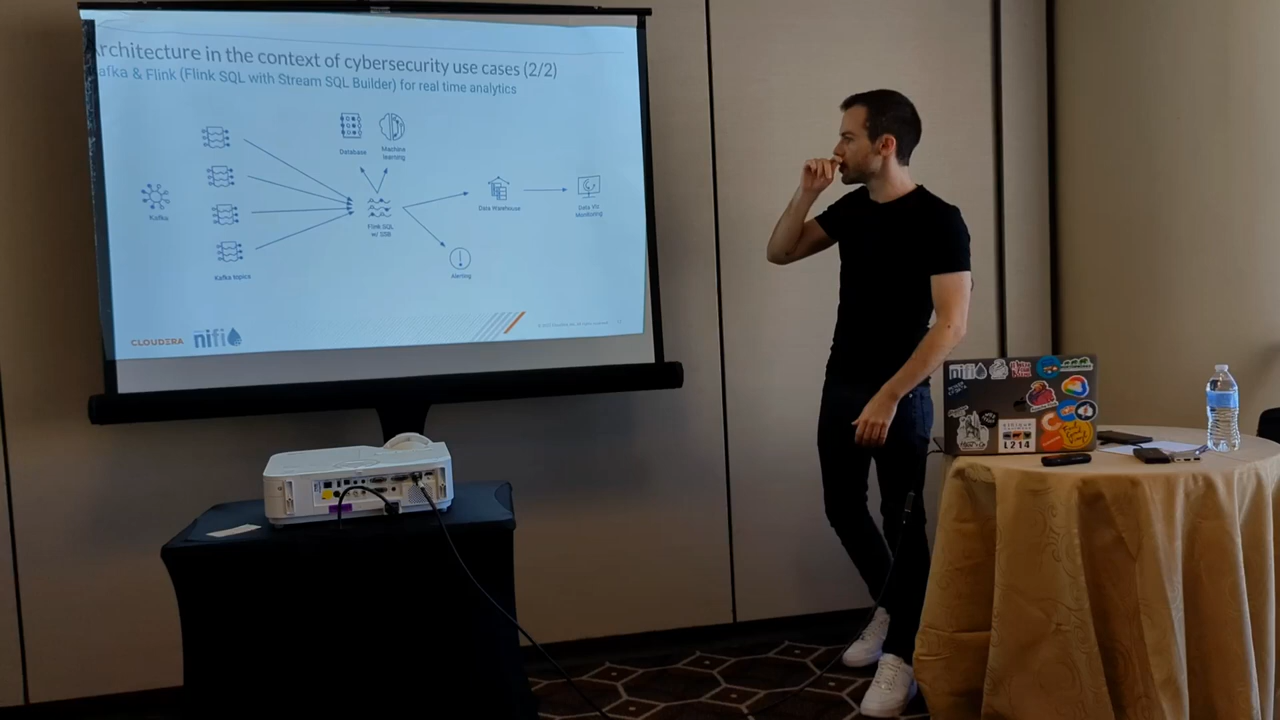 rchitecture in the context of cybersecurity use cases (2/2)
afka & Flink (Flink SQL with Stream SQL Builder) for real time analytics
Database
Machine
learning
Kafka
Flink SQL
w/ SSB
Data Warehouse
Data Viz
Monitoring
Kafka topics
Alerting
CLOUDERA
nifi
nifi
L214